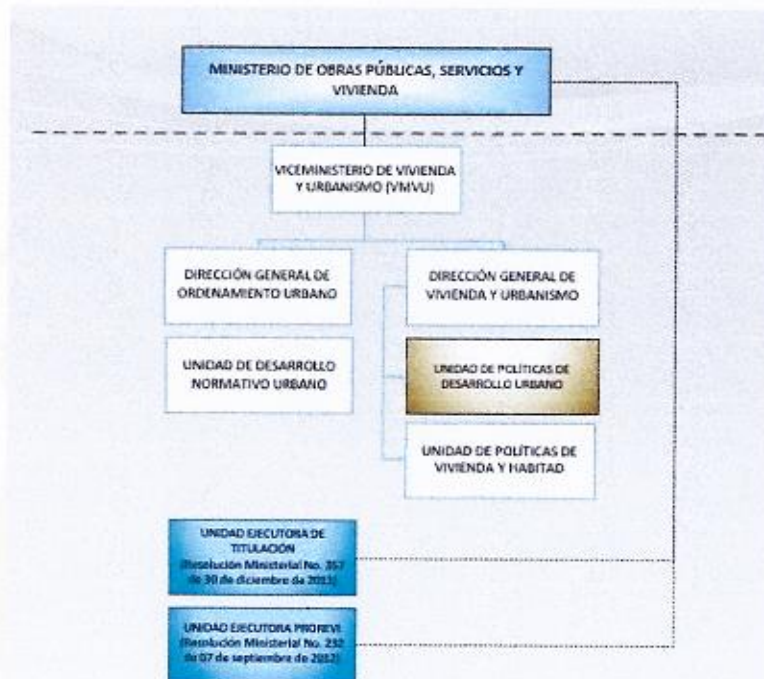 MINISTERIO DE OBRAS PÚBLICAS, SERVICIOS Y
VIVIENDA
VICEMINISTERIO DE VIVIENDA
Y URBANISMO (VMVU)
DIRECCIÓN GENERAL DE
ORDENAMIENTO URBANO
DIRECCIÓN GENERAL DE
VIVIENDA Y URBANISMO
UNIDAD DE DESARROLLO
NORMATIVO URBANO
UNIDAD DE POLÍTICAS DE
DESARROLLO URBANO
UNIDAD DE POLÍTICAS DE
VIVIENDA Y HABITAD
UNIDAD EJECUTORA DE
TITULACIÓN
(Resolución Ministerial No.
de 30 de diciembre de
UNIDAD EJECUTORA PROREVI
(Resolución Ministerial No. 232
de 07 de septiembre de 2012)